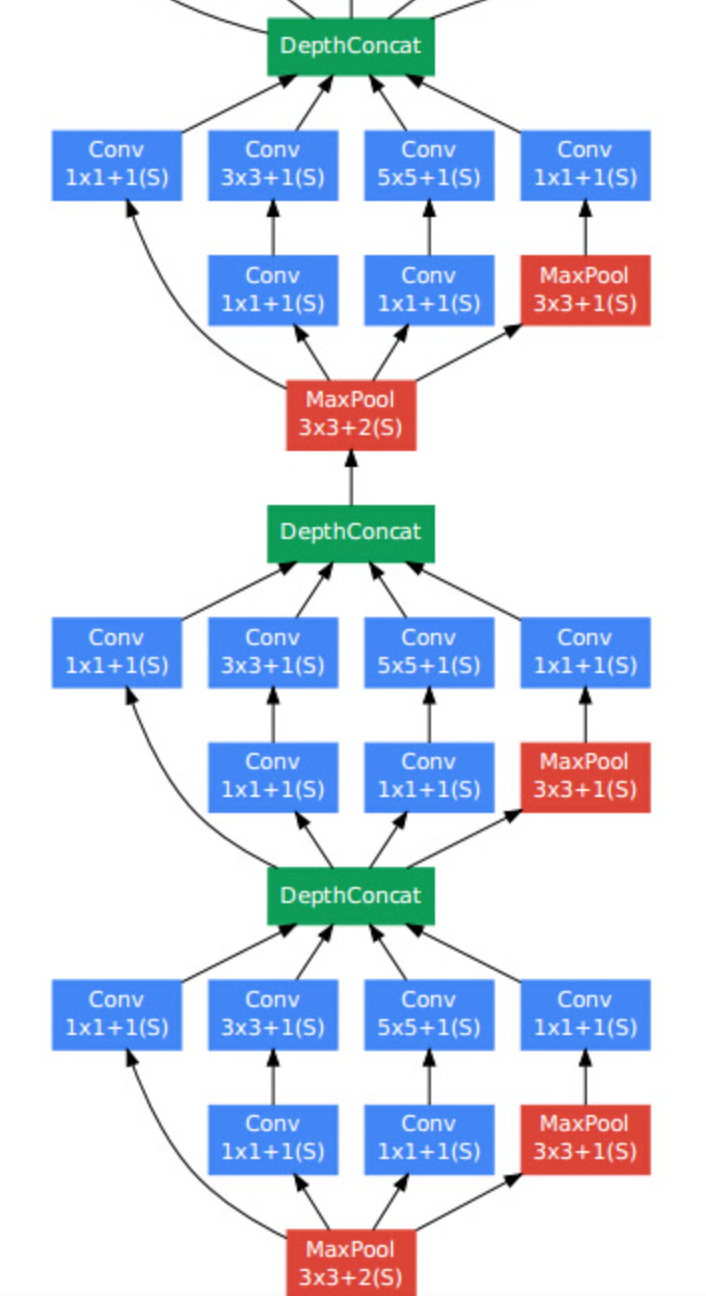 DepthConcat
Conv Conv Conv Conv
1x1+1(S) 3x3+1(S) 5x5+1(S) 1x1+1(S)
Conv Conv MaxPool
1x1+1(S) 1x1+1(S) 3x3+1(S)
MaxPool
3x3+2(S)
DepthConcat
Conv Conv Conv Conv
1x1+1(S) 3x3+1(S) 5x5+1(S) 1x1+1(S)
Conv Conv MaxPool
1x1+1(S) 1x1+1(S) 3x3+1(S)
DepthConcat
Conv Conv Conv Conv
1x1+1(S) 3x3+1(S) 5x5+1(S) 1x1+1(S)
Conv Conv MaxPool
1x1+1(S) 1x1+1(S) 3x3+1(S)
MaxPool
3x3+2(S)